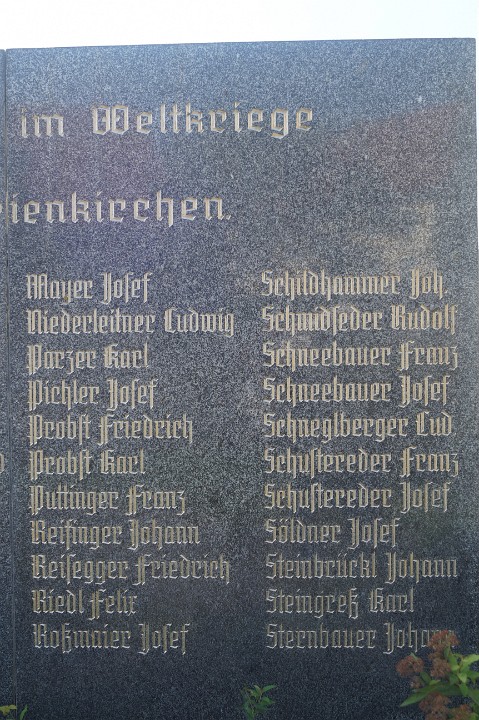 im Weltkriege
ienkirchen.
Mayer Josef
Niederleitner Ludwig
Parzer Karl
Pichler Josef
Probst Friedrich
Probst Karl
Puttinger Franz
Reisinger Johann
Reisegger Friedrich
Riedl Felix
Roßmaier Josef
Schildhammer Joh.
Schmidseder Rudolf
Schneebauer Franz
Schneebauer Josef
Schneglberger Lud.
Schustereder Franz
Schustereder Josef
Söldner Josef
Steinbrückl Johann
Steingreß Karl
Sternbauer Johann